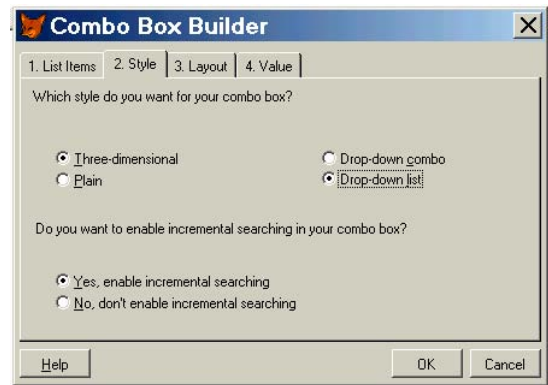 Combo Box Builder
1. List Items 2. Style 3. Layout 4. Value
Which style do you want for your combo box?
Three-dimensional Drop-down combo
Plain Drop-down list
Do you want to enable incremental searching in your combo box?
Yes, enable incremental searching
No, don't enable incremental searching
Help OK Cancel